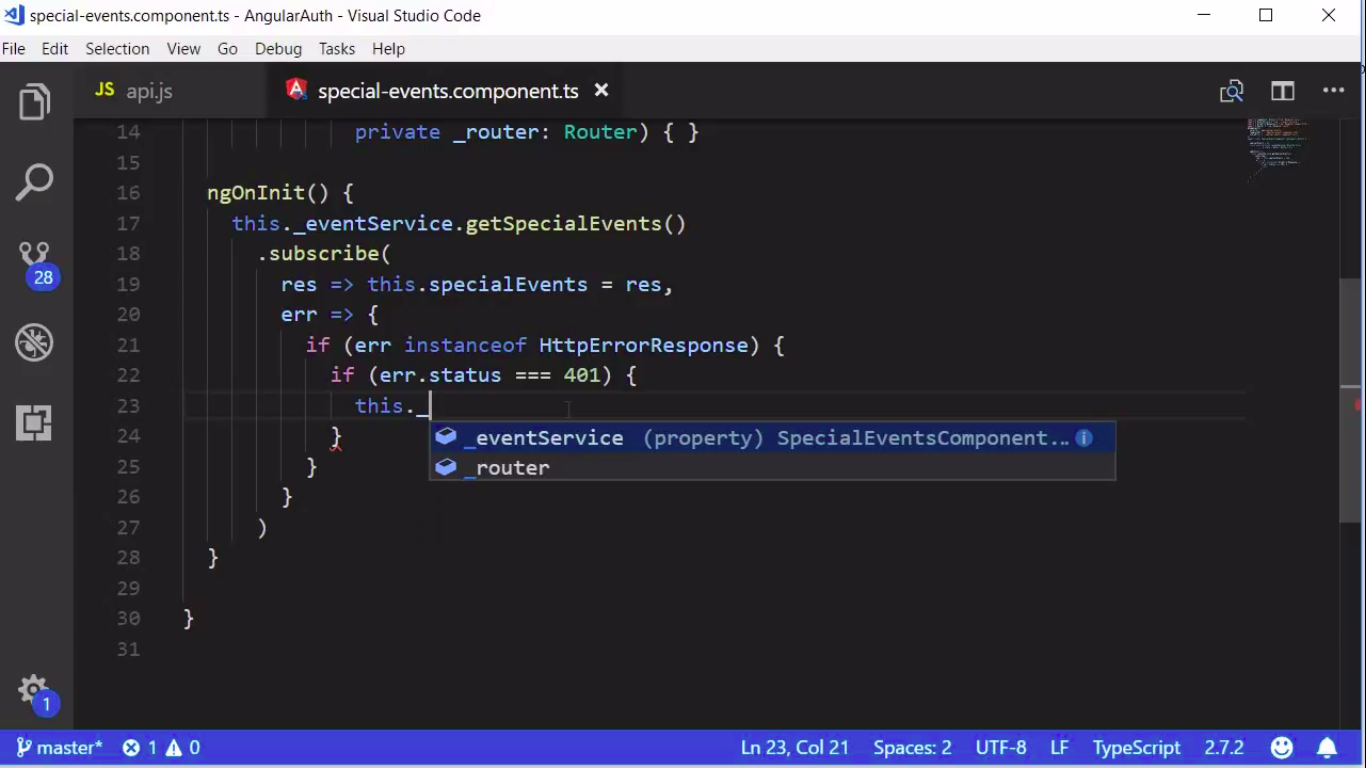 special-events.component.ts - AngularAuth - Visual Studio Code
File Edit Selection View Go Debug Tasks Help
JS api.js special-events.component.ts
14 private _router: Router) { }
15
16 ngOnInit() {
17 this._eventService.getSpecialEvents()
18 .subscribe(
19 res => this.specialEvents = res,
20 err => {
21 if (err instanceof HttpErrorResponse) {
22 if (err.status === 401) {
23 this._
24 }
_eventService (property) SpecialEventsComponent...
25 }
_router
26 }
27 )
28 }
29
30 }
31
28
1
master* 1 0 Ln 23, Col 21 Spaces: 2 UTF-8 LF TypeScript 2.7.2